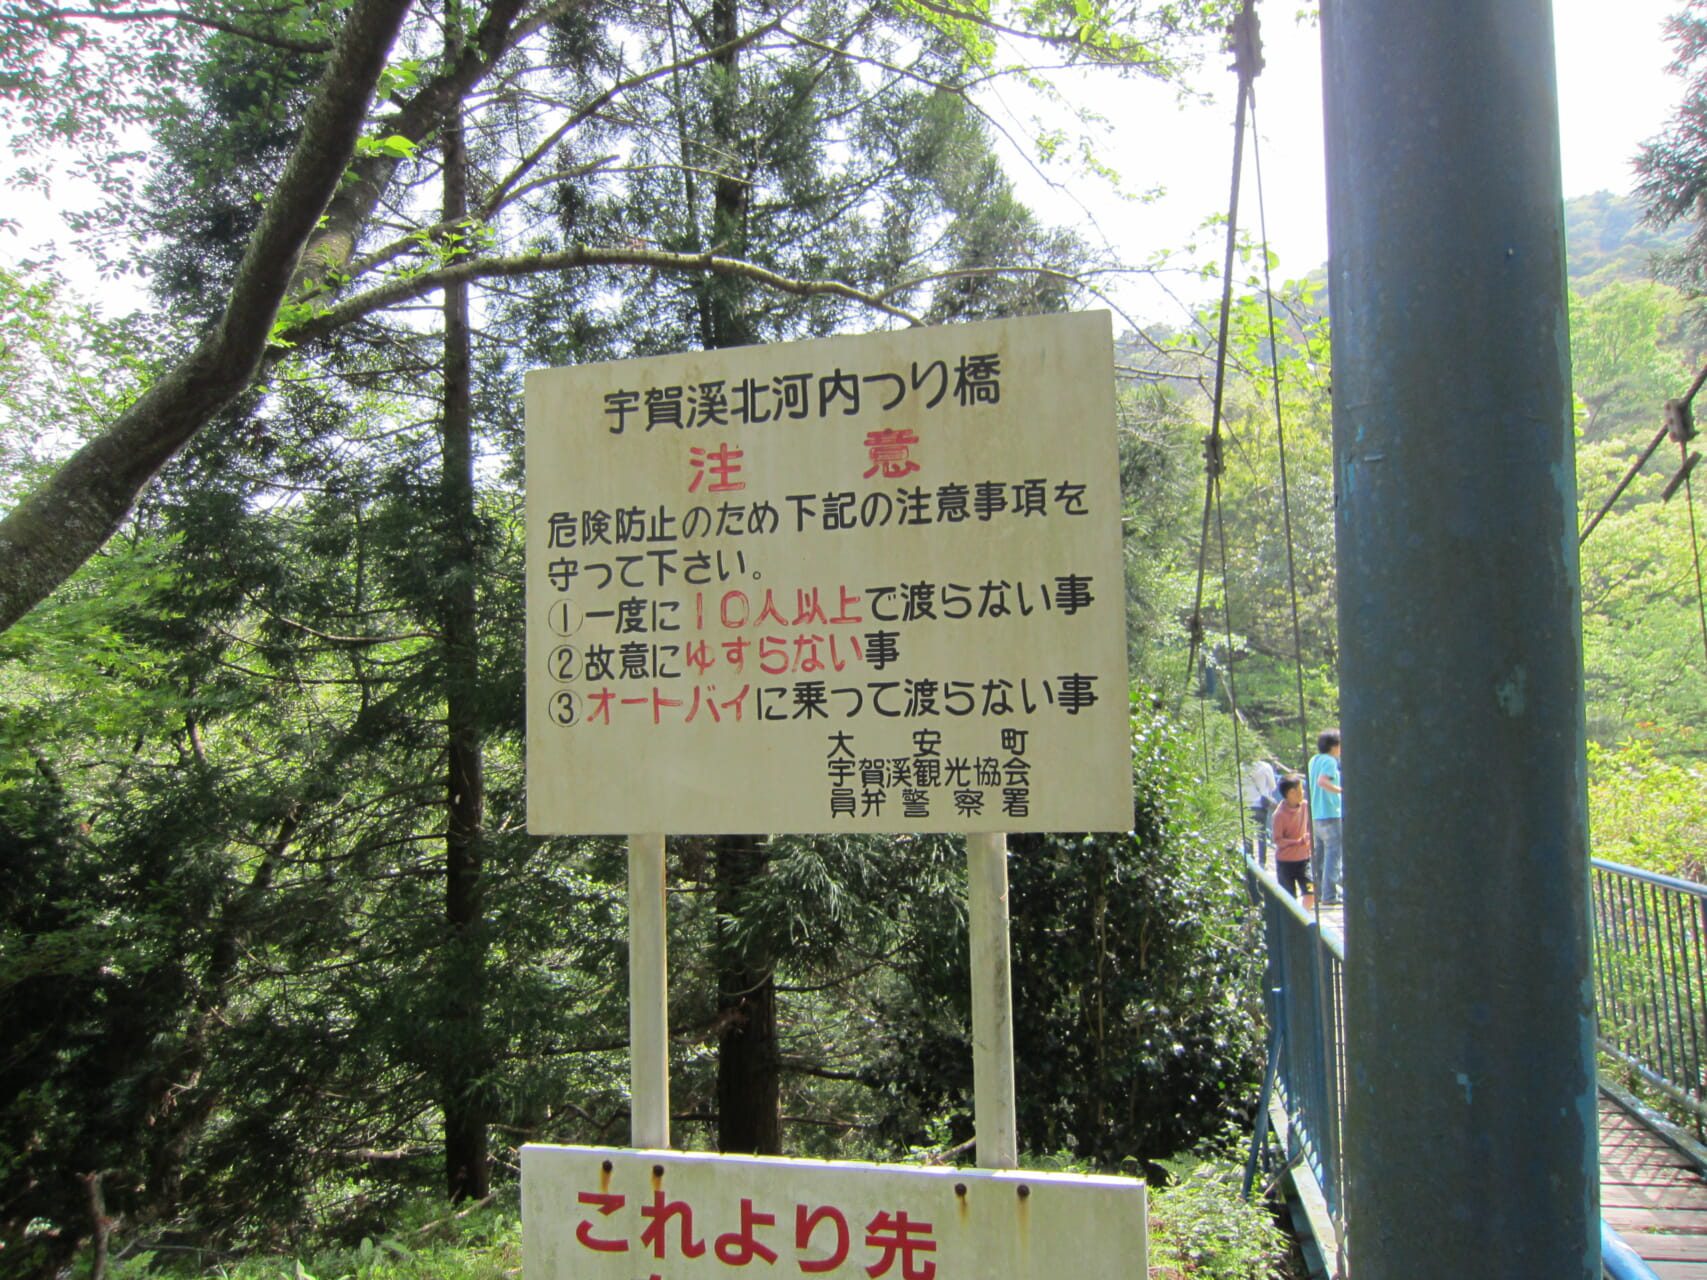 宇賀溪北河内つり橋
注意
危険防止のため下記の注意事項を
守って下さい。
①一度に10人以上で渡らない事
②故意にゆすらない事
③オートバイに乗って渡らない事
大安町
宇賀溪観光協会
員弁警察署
これより先